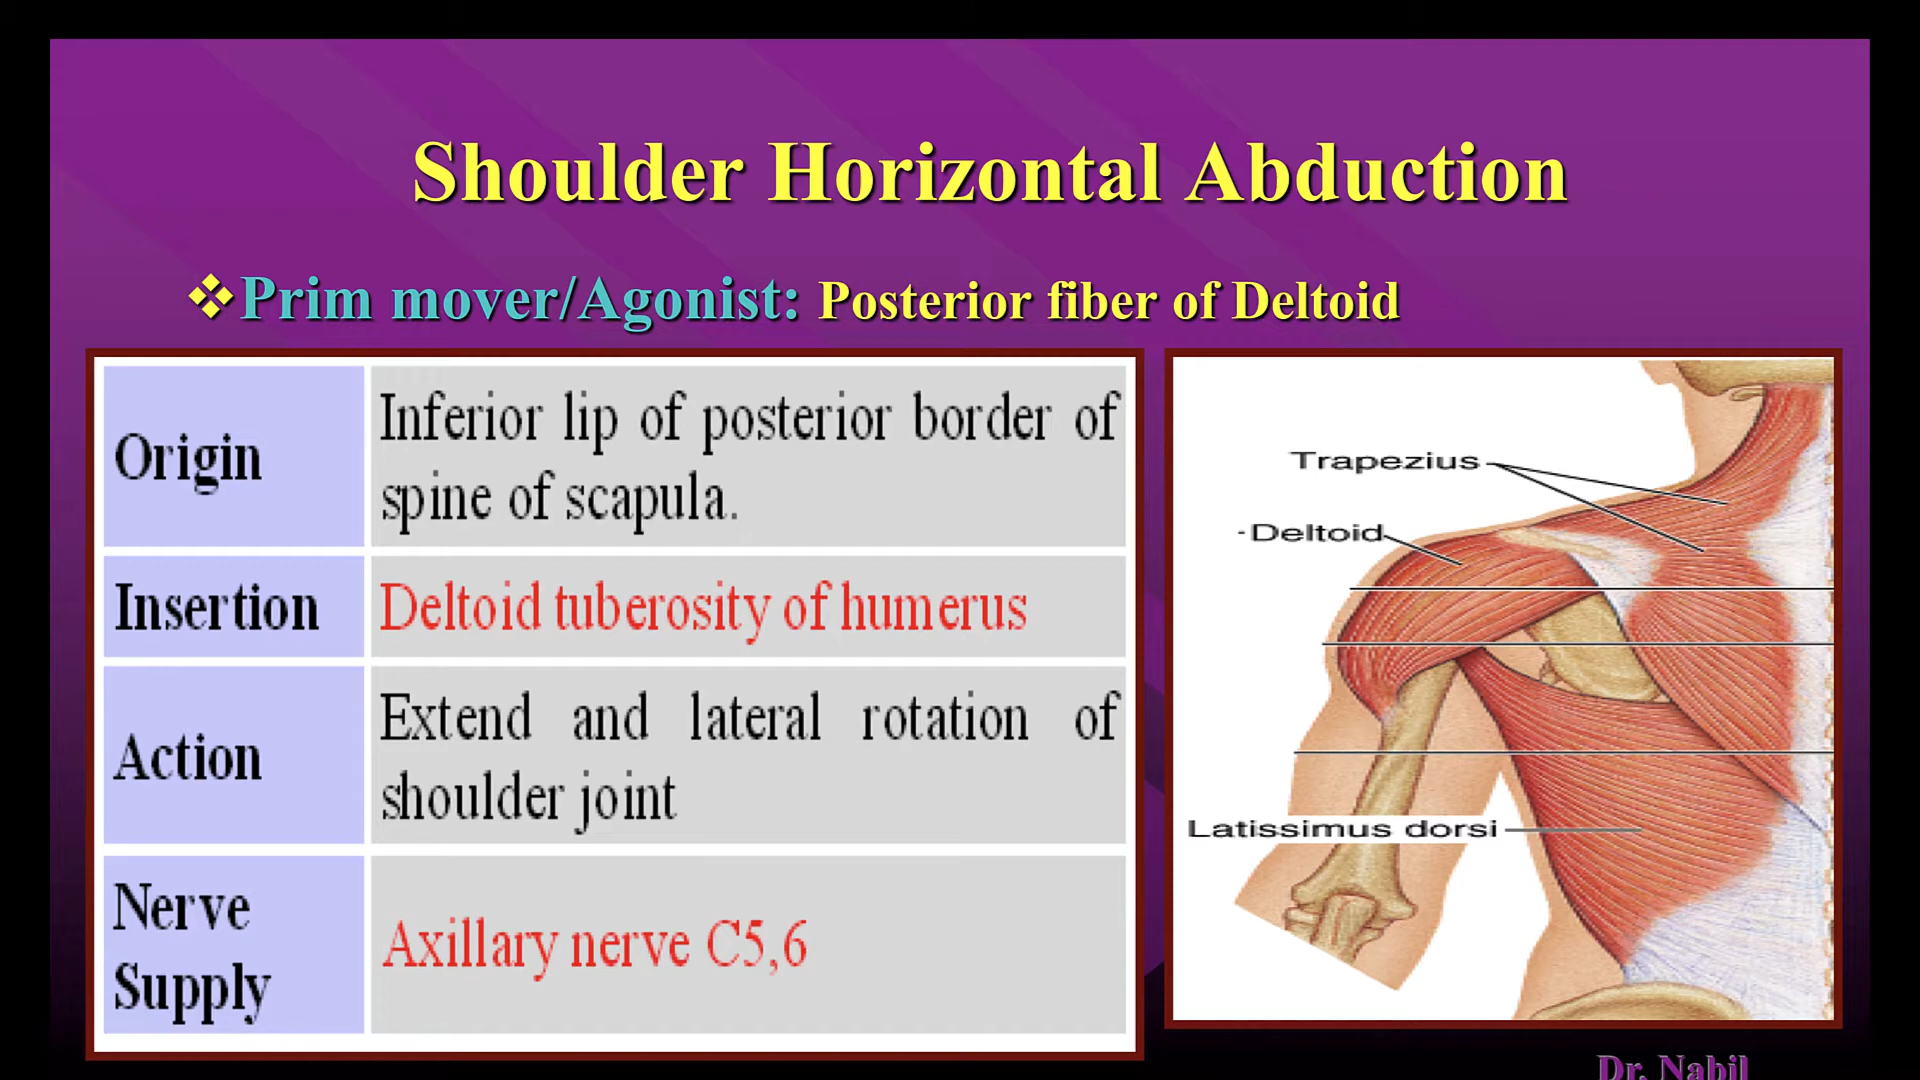 Shoulder Horizontal Abduction
❖Prim mover/Agonist: Posterior fiber of Deltoid
Origin
Inferior lip of posterior border of
spine of scapula.
Insertion
Deltoid tuberosity of humerus
Action
Extend and lateral rotation of
shoulder joint
Nerve
Supply
Axillary nerve C5,6
Trapezius
-Deltoid
Latissimus dorsi
Dr. Nabil